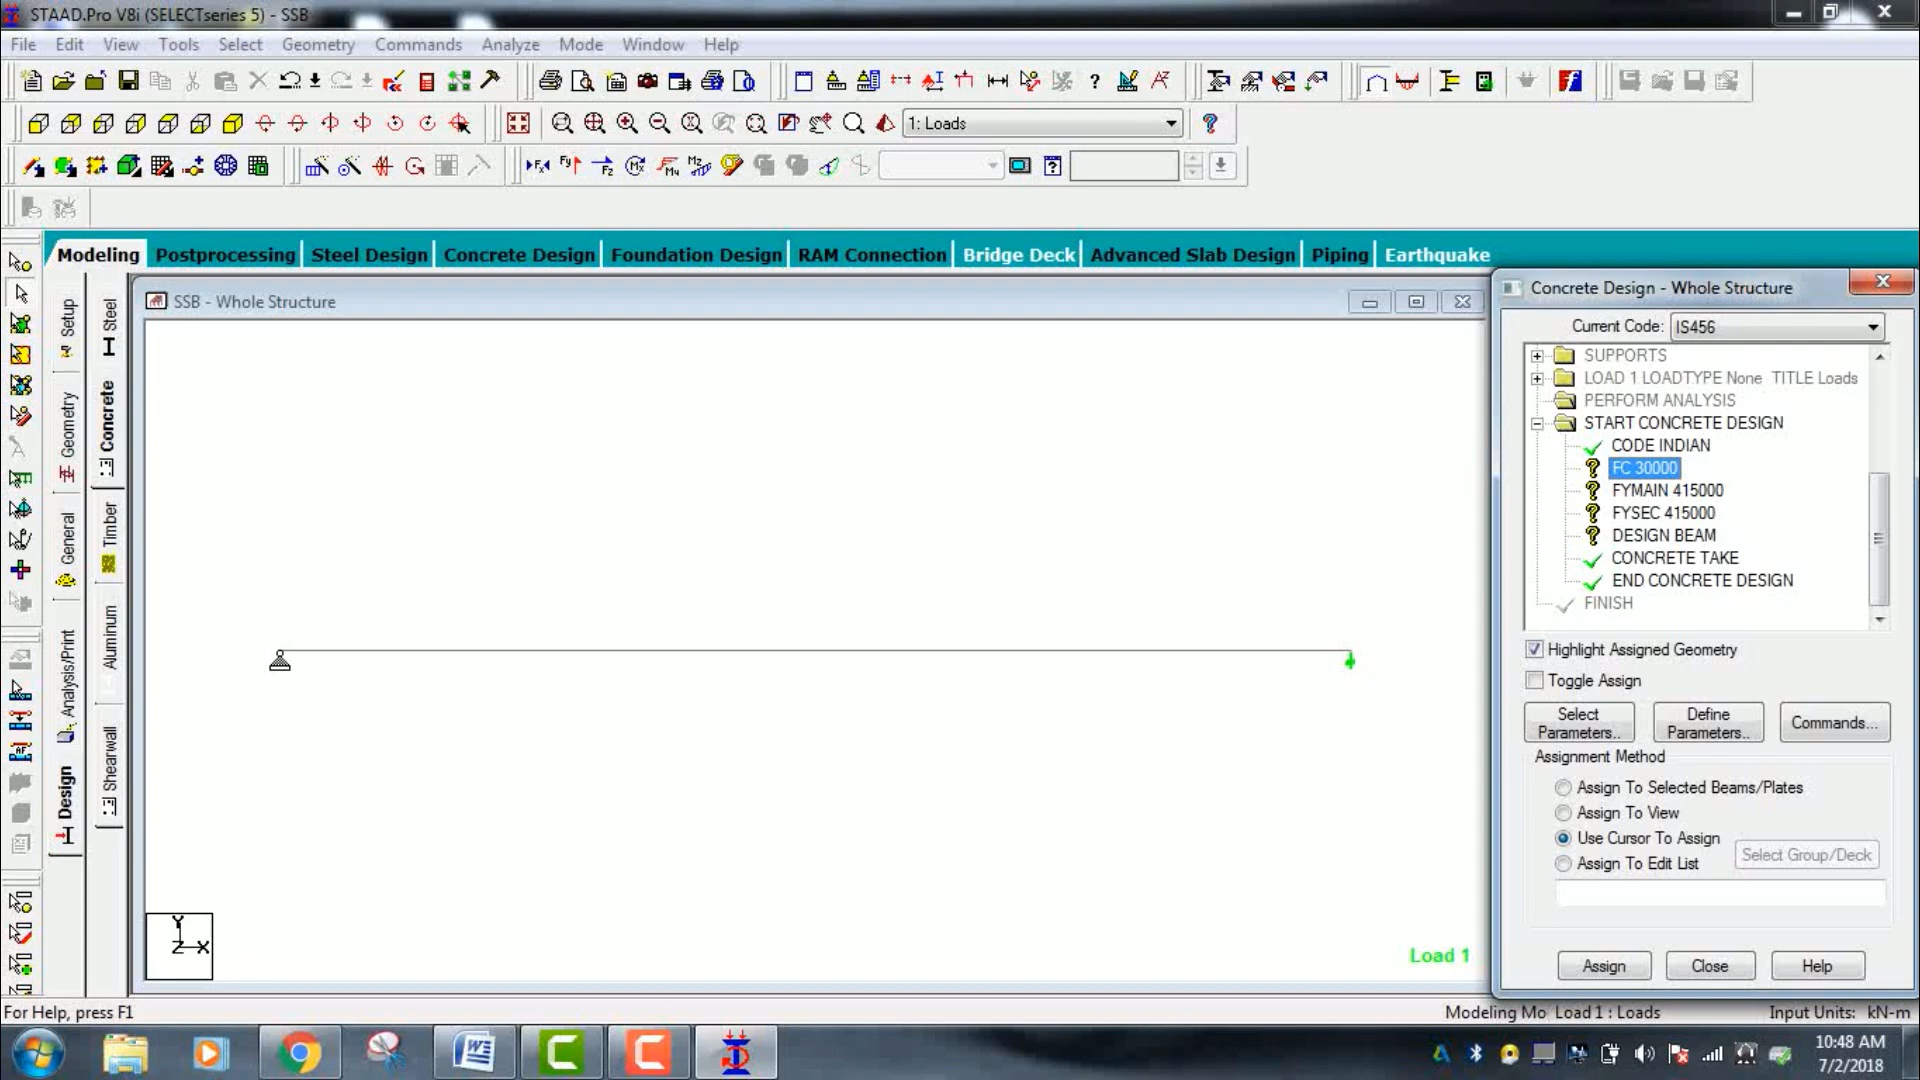 STAAD.Pro V8i (SELECTseries 5) - SSB
File Edit View Tools Select Geometry Commands Analyze Mode Window Help
1: Loads
Modeling Postprocessing Steel Design Concrete Design Foundation Design RAM Connection Bridge Deck Advanced Slab Design Piping Earthquake
Setup
Geometry
General
Analysis/Print
Design
Steel
Concrete
Timber
Aluminum
Shearwall
SSB - Whole Structure
Y
Z X
Load 1
Concrete Design - Whole Structure
Current Code: IS456
SUPPORTS
LOAD 1 LOADTYPE None TITLE Loads
PERFORM ANALYSIS
START CONCRETE DESIGN
CODE INDIAN
FC 30000
FYMAIN 415000
FYSEC 415000
DESIGN BEAM
CONCRETE TAKE
END CONCRETE DESIGN
FINISH
Highlight Assigned Geometry
Toggle Assign
Select Parameters..
Define Parameters..
Commands...
Assignment Method
Assign To Selected Beams/Plates
Assign To View
Use Cursor To Assign
Assign To Edit List
Select Group/Deck
Assign Close Help
For Help, press F1
Modeling Mo Load 1 : Loads Input Units: kN-m
10:48 AM
7/2/2018